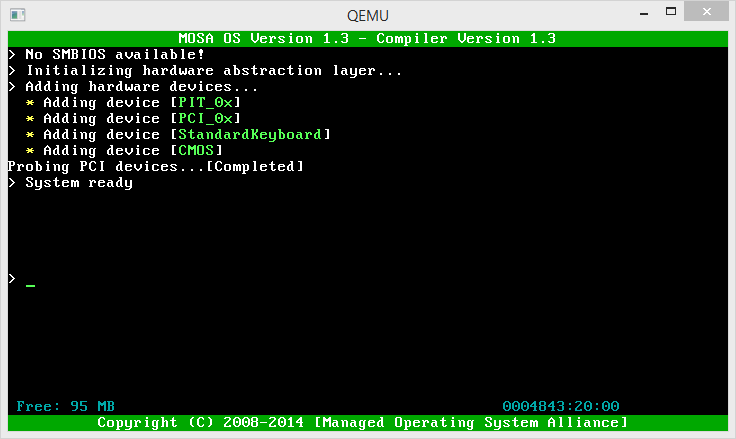 QEMU
MOSA OS Version 1.3 - Compiler Version 1.3
> No SMBIOS available!
> Initializing hardware abstraction layer...
> Adding hardware devices...
* Adding device [PIT_0x]
* Adding device [PCI_0x]
* Adding device [StandardKeyboard]
* Adding device [CMOS]
Probing PCI devices...[Completed]
> System ready
> _
Free: 95 MB 0004843:20:00
Copyright (C) 2008-2014 [Managed Operating System Alliance]